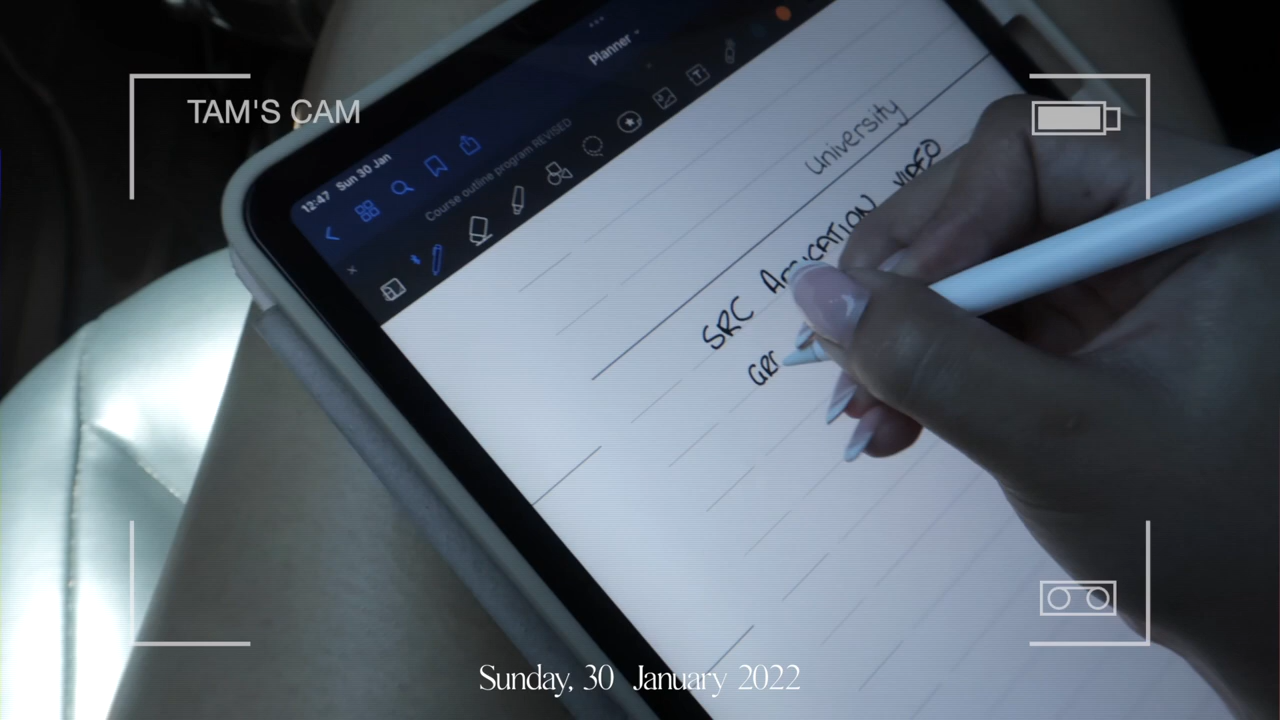 TAM'S CAM
12:47 Sun 30 Jan
Planner
Course outline program REVISED
University
SRC APPLICATION VIDEO
Sunday, 30 January 2022